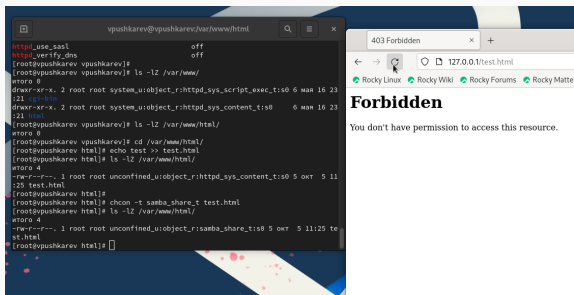 vpushkarev@vpushkarev:/var/www/html
httpd_use_sasl off
httpd_verify_dns off
[root@vpushkarev vpushkarev]#
[root@vpushkarev vpushkarev]# ls -lZ /var/www/
итого 0
drwxr-xr-x. 2 root root system_u:object_r:httpd_sys_script_exec_t:s0 6 мая 16 23
:21 cgi-bin
drwxr-xr-x. 2 root root system_u:object_r:httpd_sys_content_t:s0 6 мая 16 23
:21 html
[root@vpushkarev vpushkarev]# ls -lZ /var/www/html/
итого 0
[root@vpushkarev vpushkarev]# cd /var/www/html/
[root@vpushkarev html]# echo test >> test.html
[root@vpushkarev html]# ls -lZ /var/www/html/
итого 4
-rw-r--r--. 1 root root unconfined_u:object_r:httpd_sys_content_t:s0 5 окт 5 11
:25 test.html
[root@vpushkarev html]#
[root@vpushkarev html]# chcon -t samba_share_t test.html
[root@vpushkarev html]# ls -lZ /var/www/html/
итого 4
-rw-r--r--. 1 root root unconfined_u:object_r:samba_share_t:s0 5 окт 5 11:25 te
st.html
[root@vpushkarev html]#
403 Forbidden
127.0.0.1/test.html
Rocky Linux Rocky Wiki Rocky Forums Rocky Matte
Forbidden
You don't have permission to access this resource.